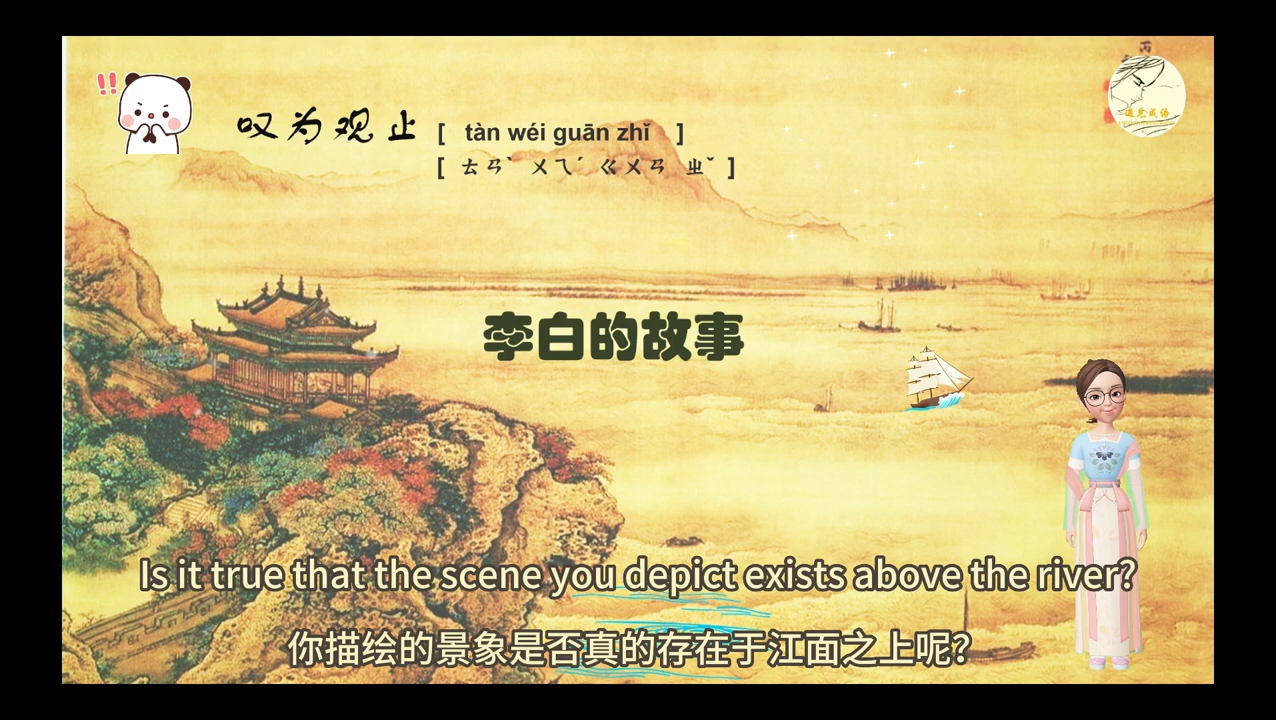 叹为观止 [ tàn wéi guān zhǐ ]
[ ㄊㄢˋ ㄨㄟˊ ㄍㄨㄢ ㄓˇ ]
李白的故事
Is it true that the scene you depict exists above the river?
你描绘的景象是否真的存在于江面之上呢？